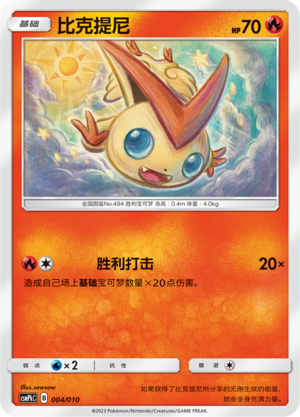 基础
比克提尼
HP70
全国图鉴No.494 胜利宝可梦 身高：0.4m 体重：4.0kg
胜利打击
20×
造成自己场上基础宝可梦数量×20点伤害。
弱点 ×2 抗性 撤退
Illus.sowsow
CSMPhC 004/010
如果获得了比克提尼所分享的无限生成的能量，
就会全身充满力量。
©2023 Pokémon/Nintendo/Creatures/GAME FREAK.